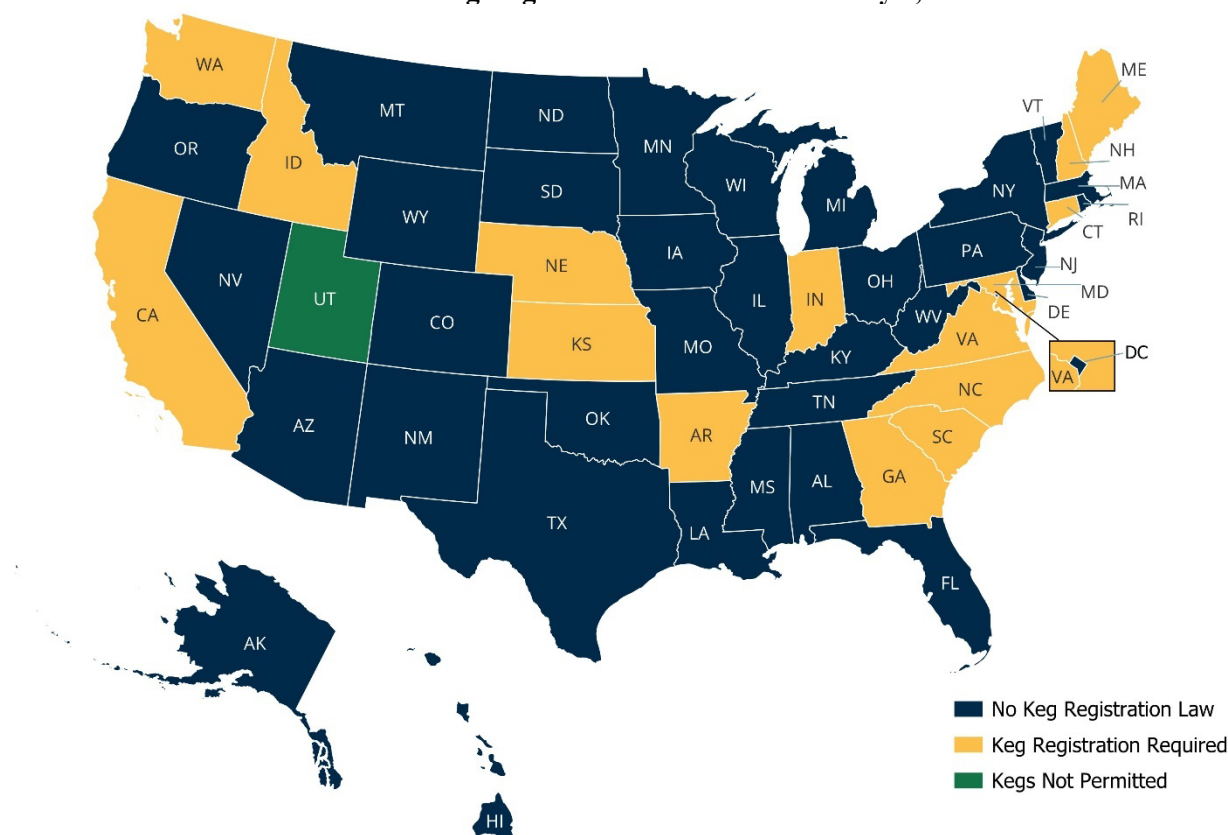 WA
MT
ND
MN
ME
VT
OR
ID
WY
SD
WI
MI
NY
NH
MA
RI
CT
NV
UT
CO
NE
IA
IL
IN
OH
PA
NJ
MD
DE
CA
KS
MO
KY
WV
VA
DC
VA
AZ
NM
OK
AR
TN
NC
SC
TX
LA
MS
AL
GA
FL
AK
HI
No Keg Registration Law
Keg Registration Required
Kegs Not Permitted